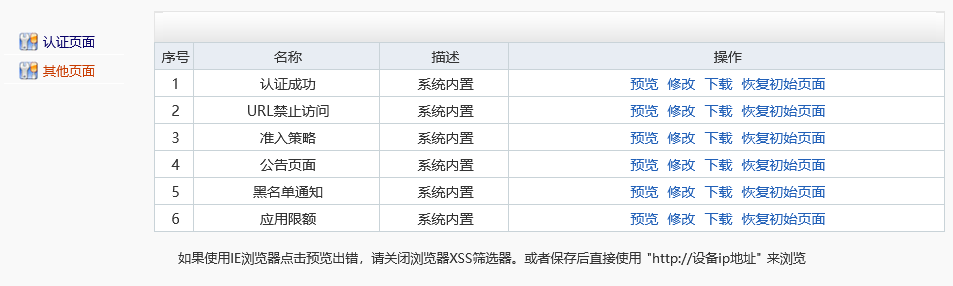 认证页面
其他页面
序号 名称 描述 操作
1 认证成功 系统内置 预览 修改 下载 恢复初始页面
2 URL禁止访问 系统内置 预览 修改 下载 恢复初始页面
3 准入策略 系统内置 预览 修改 下载 恢复初始页面
4 公告页面 系统内置 预览 修改 下载 恢复初始页面
5 黑名单通知 系统内置 预览 修改 下载 恢复初始页面
6 应用限额 系统内置 预览 修改 下载 恢复初始页面
如果使用IE浏览器点击预览出错，请关闭浏览器XSS筛选器。或者保存后直接使用 "http://设备ip地址" 来浏览